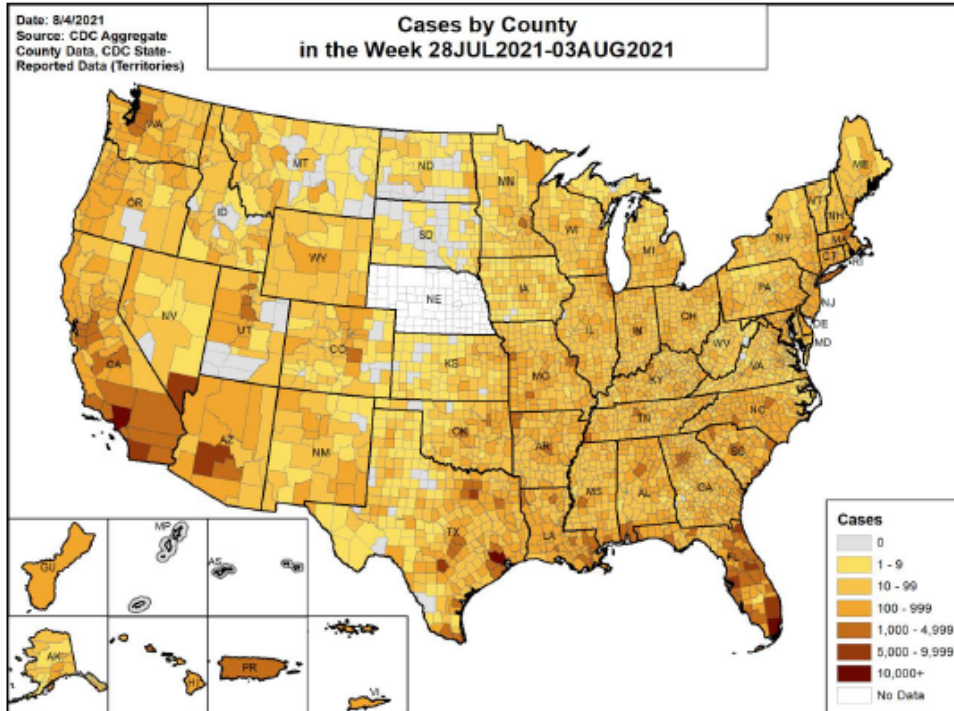 Date: 8/4/2021
Source: CDC Aggregate
County Data, CDC State-
Reported Data (Territories)
Cases by County
in the Week 28JUL2021-03AUG2021
WA
MT
ND
MN
ME
OR
ID
SD
WI
VT
NH
WY
MI
NY
MA
CT
RI
NV
NE
IA
PA
NJ
UT
IL
IN
OH
DE
MD
CA
CO
KS
MO
WV
VA
KY
AZ
NM
OK
AR
TN
NC
SC
MS
AL
GA
TX
LA
FL
GU
MP
AS
AK
HI
PR
VI
Cases
0
1 - 9
10 - 99
100 - 999
1,000 - 4,999
5,000 - 9,999
10,000+
No Data